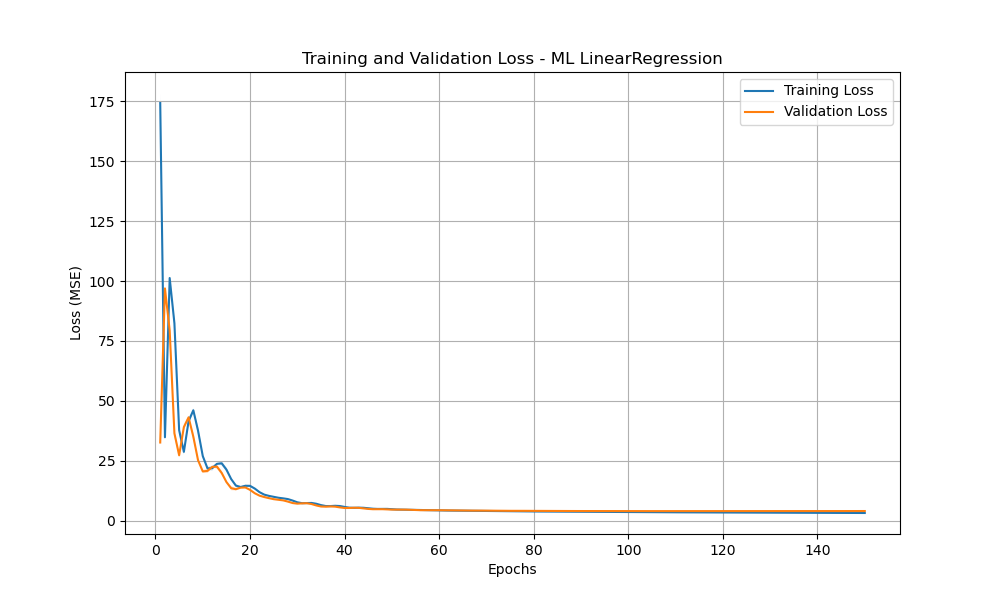 Training and Validation Loss - ML LinearRegression
Training Loss
Validation Loss
175
150
125
100
75
50
25
0
Loss (MSE)
0 20 40 60 80 100 120 140
Epochs